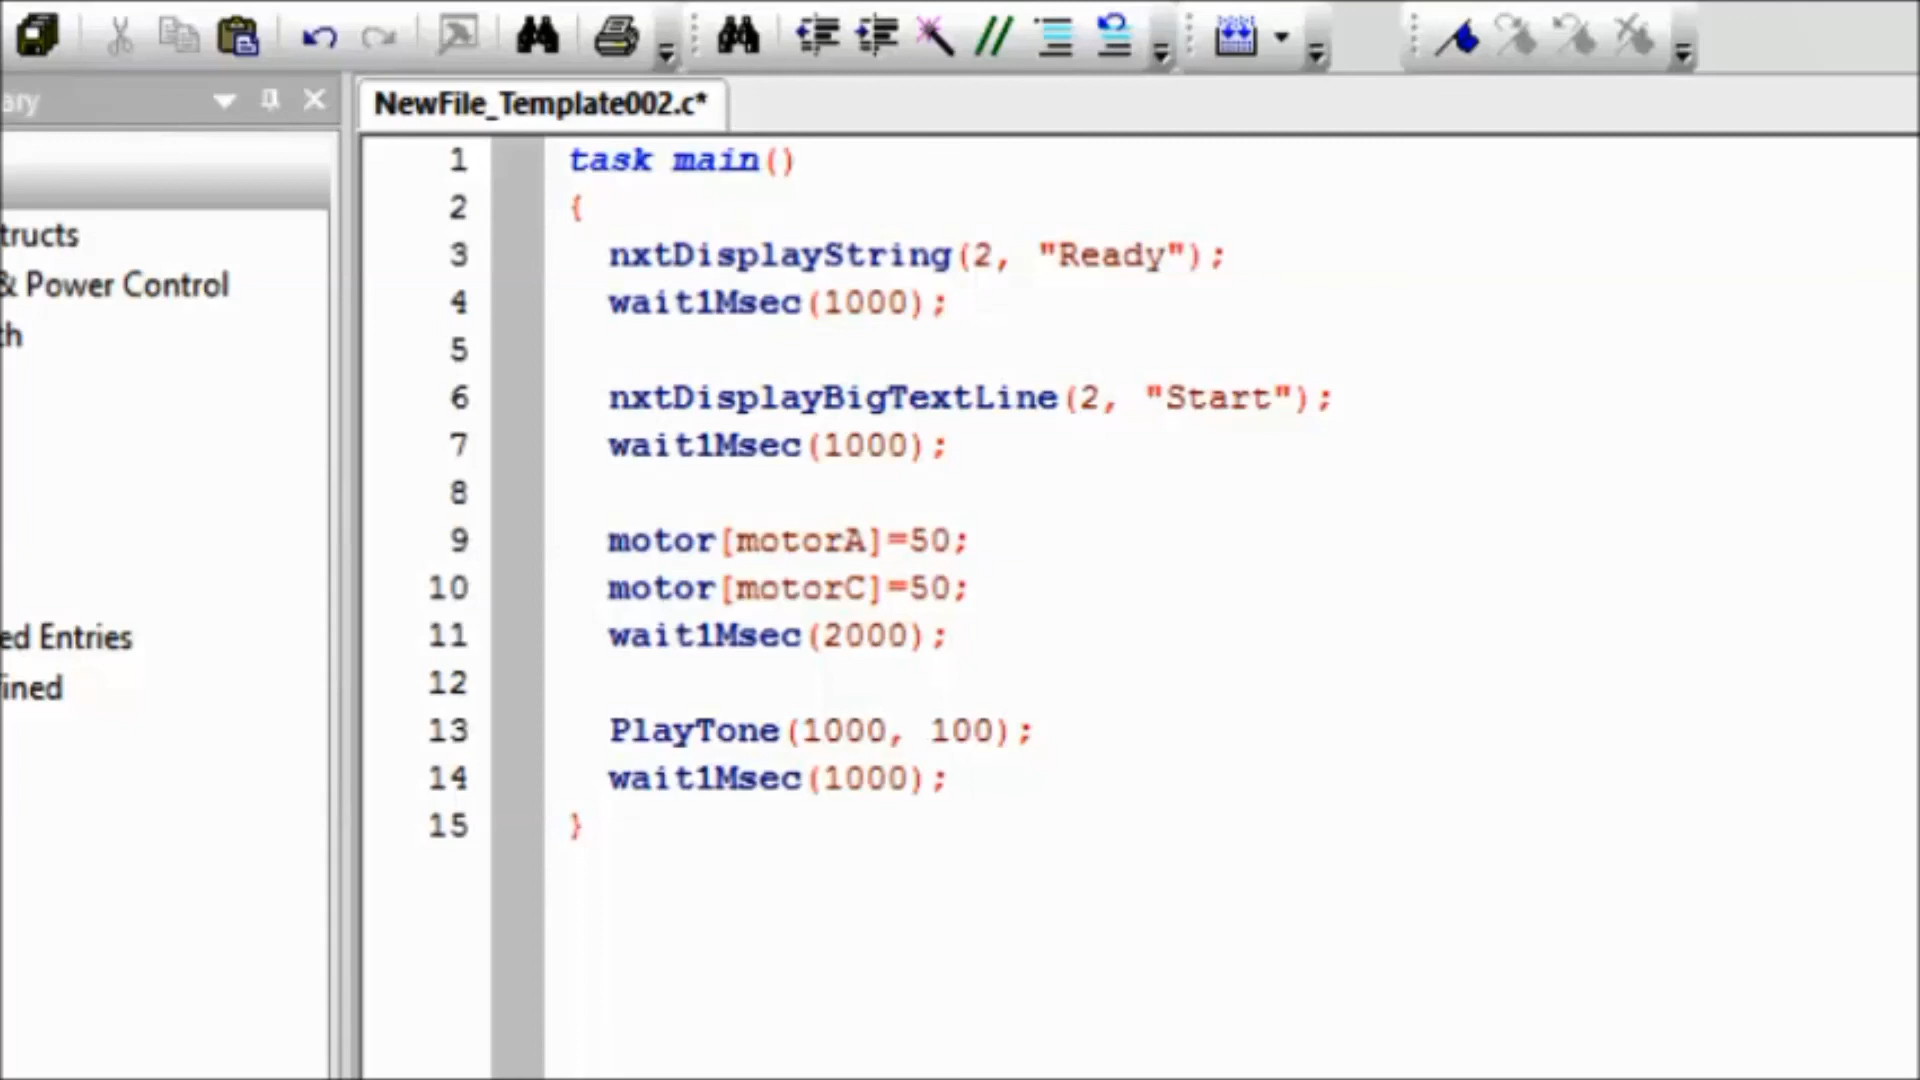 ary
NewFile_Template002.c*
tructs
& Power Control
th
ed Entries
fined
1 task main()
2 {
3 nxtDisplayString(2, "Ready");
4 wait1Msec(1000);
5
6 nxtDisplayBigTextLine(2, "Start");
7 wait1Msec(1000);
8
9 motor[motorA]=50;
10 motor[motorC]=50;
11 wait1Msec(2000);
12
13 PlayTone(1000, 100);
14 wait1Msec(1000);
15 }